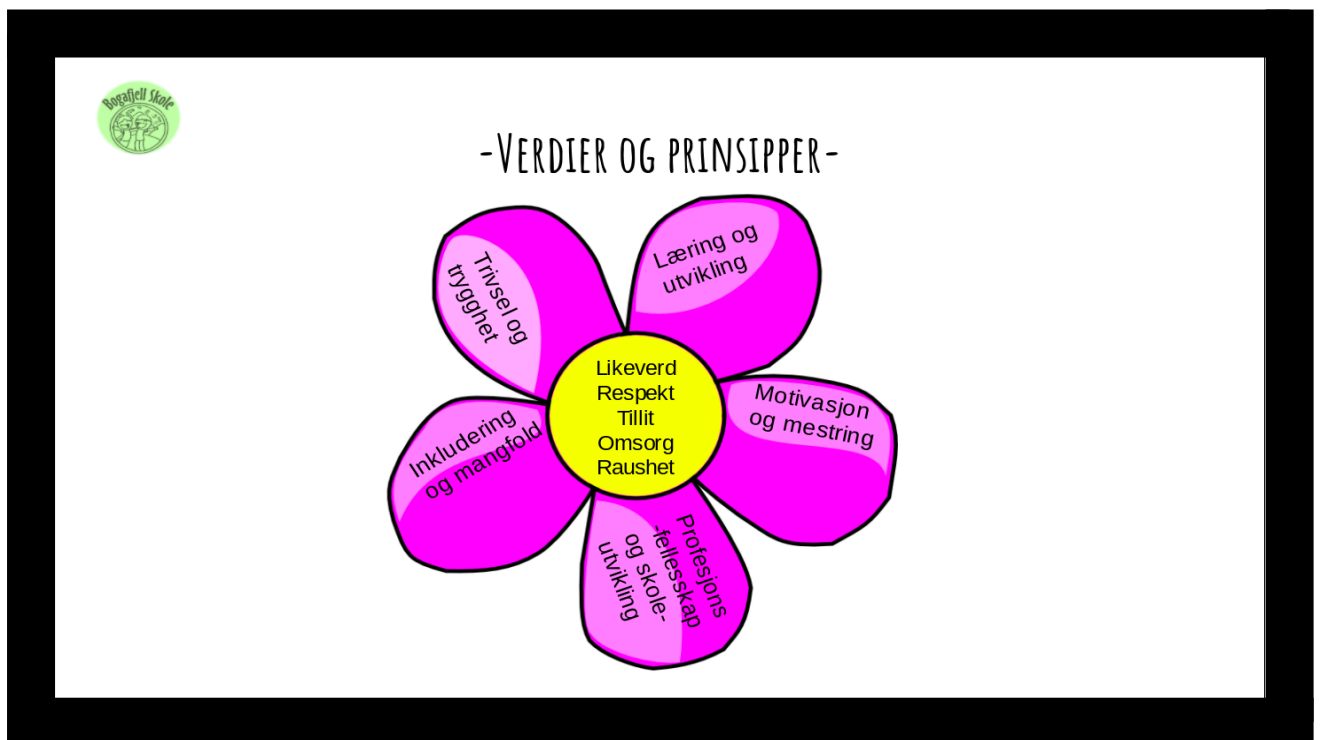 Bogafjell Skole
-VERDIER OG PRINSIPPER-
Trivsel og
trygghet
Læring og
utvikling
Likeverd
Respekt
Tillit
Omsorg
Raushet
Motivasjon
og mestring
Inkludering
og mangfold
Profesjons
-fellesskap
og skole-
utvikling